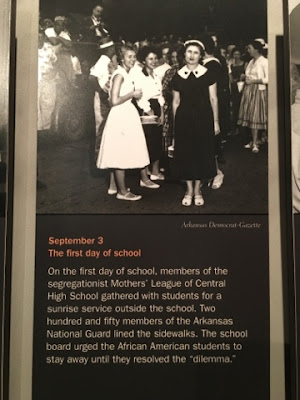 Arkansas Democrat-Gazette
September 3
The first day of school
On the first day of school, members of the
segregationist Mothers' League of Central
High School gathered with students for a
sunrise service outside the school. Two
hundred and fifty members of the Arkansas
National Guard lined the sidewalks. The school
board urged the African American students to
stay away until they resolved the "dilemma."